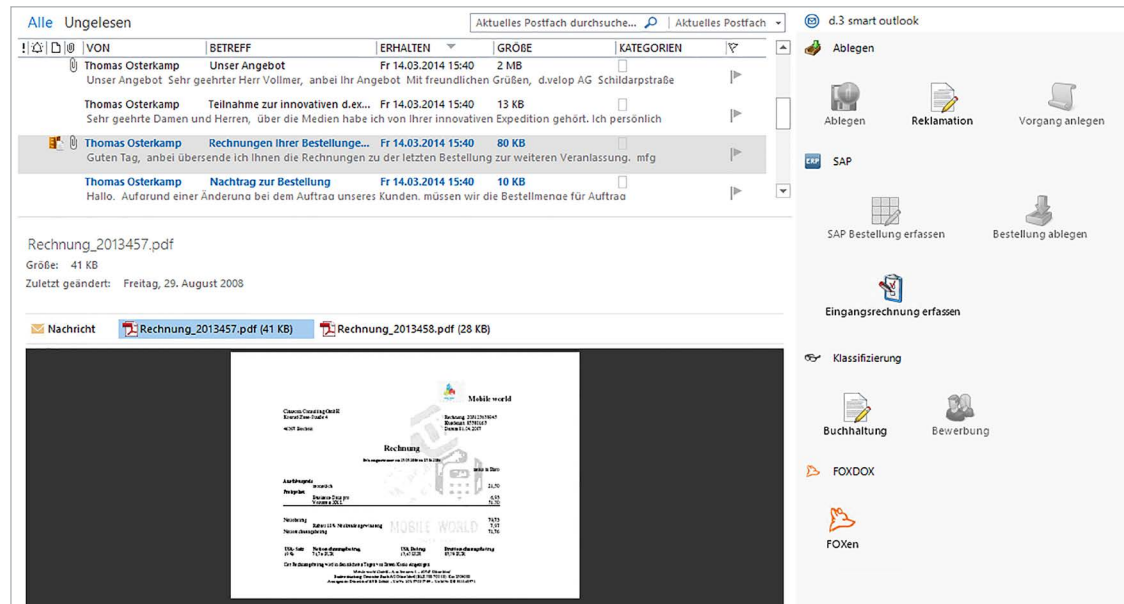 Alle Ungelesen
Aktuelles Postfach durchsuche... Aktuelles Postfach
! VON BETREFF ERHALTEN GRÖßE KATEGORIEN
Thomas Osterkamp Unser Angebot Fr 14.03.2014 15:40 2 MB
Unser Angebot Sehr geehrter Herr Vollmer, anbei Ihr Angebot Mit freundlichen Grüßen, d.velop AG Schildarpstraße
Thomas Osterkamp Teilnahme zur innovativen d.ex... Fr 14.03.2014 15:40 13 KB
Sehr geehrte Damen und Herren, über die Medien habe ich von Ihrer innovativen Expedition gehört. Ich persönlich
Thomas Osterkamp Rechnungen Ihrer Bestellunge... Fr 14.03.2014 15:40 80 KB
Guten Tag, anbei übersende ich Ihnen die Rechnungen zu der letzten Bestellung zur weiteren Veranlassung. mfg
Thomas Osterkamp Nachtrag zur Bestellung Fr 14.03.2014 15:40 10 KB
Hallo, Aufgrund einer Änderung bei dem Auftrag unseres Kunden, müssen wir die Bestellmenge für Auftrag
Rechnung_2013457.pdf
Größe: 41 KB
Zuletzt geändert: Freitag, 29. August 2008
Nachricht Rechnung_2013457.pdf (41 KB) Rechnung_2013458.pdf (28 KB)
Mobile world
Rechnung
MOBILE WORLD
d.3 smart outlook
Ablegen
Ablegen Reklamation Vorgang anlegen
ERP SAP
SAP Bestellung erfassen Bestellung ablegen
Eingangsrechnung erfassen
Klassifizierung
Buchhaltung Bewerbung
FOXDOX
FOXen